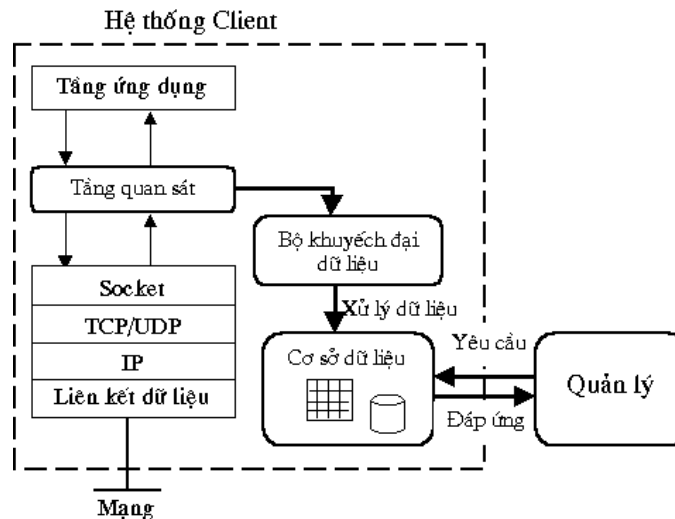 Hệ thống Client
Tầng ứng dụng
Tầng quan sát
Bộ khuyếch đại
dữ liệu
Socket
TCP/UDP
IP
Liên kết dữ liệu
Xử lý dữ liệu
Cơ sở dữ liệu
Yêu cầu
Đáp ứng
Quản lý
Mạng